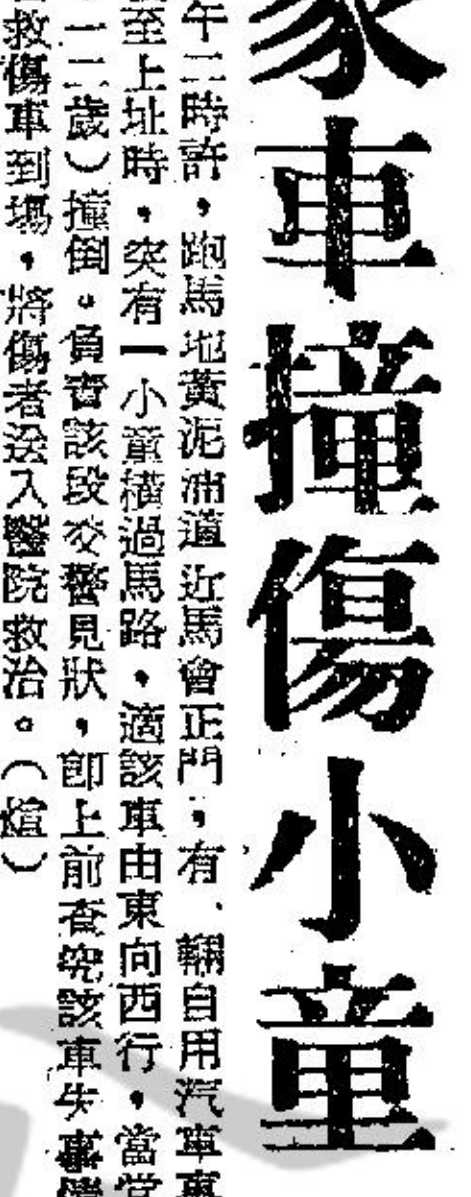 家車撞傷小童
午二時許，跑馬地黃泥涌道近馬會正門，有輛自用汽車
至上址時，突有一小童橫過馬路，適該車由東向西行，當
一二歲）撞倒。負責該段交警見狀，即上前查究該車失事情
救傷車到場，將傷者送入醫院救治。（煊）